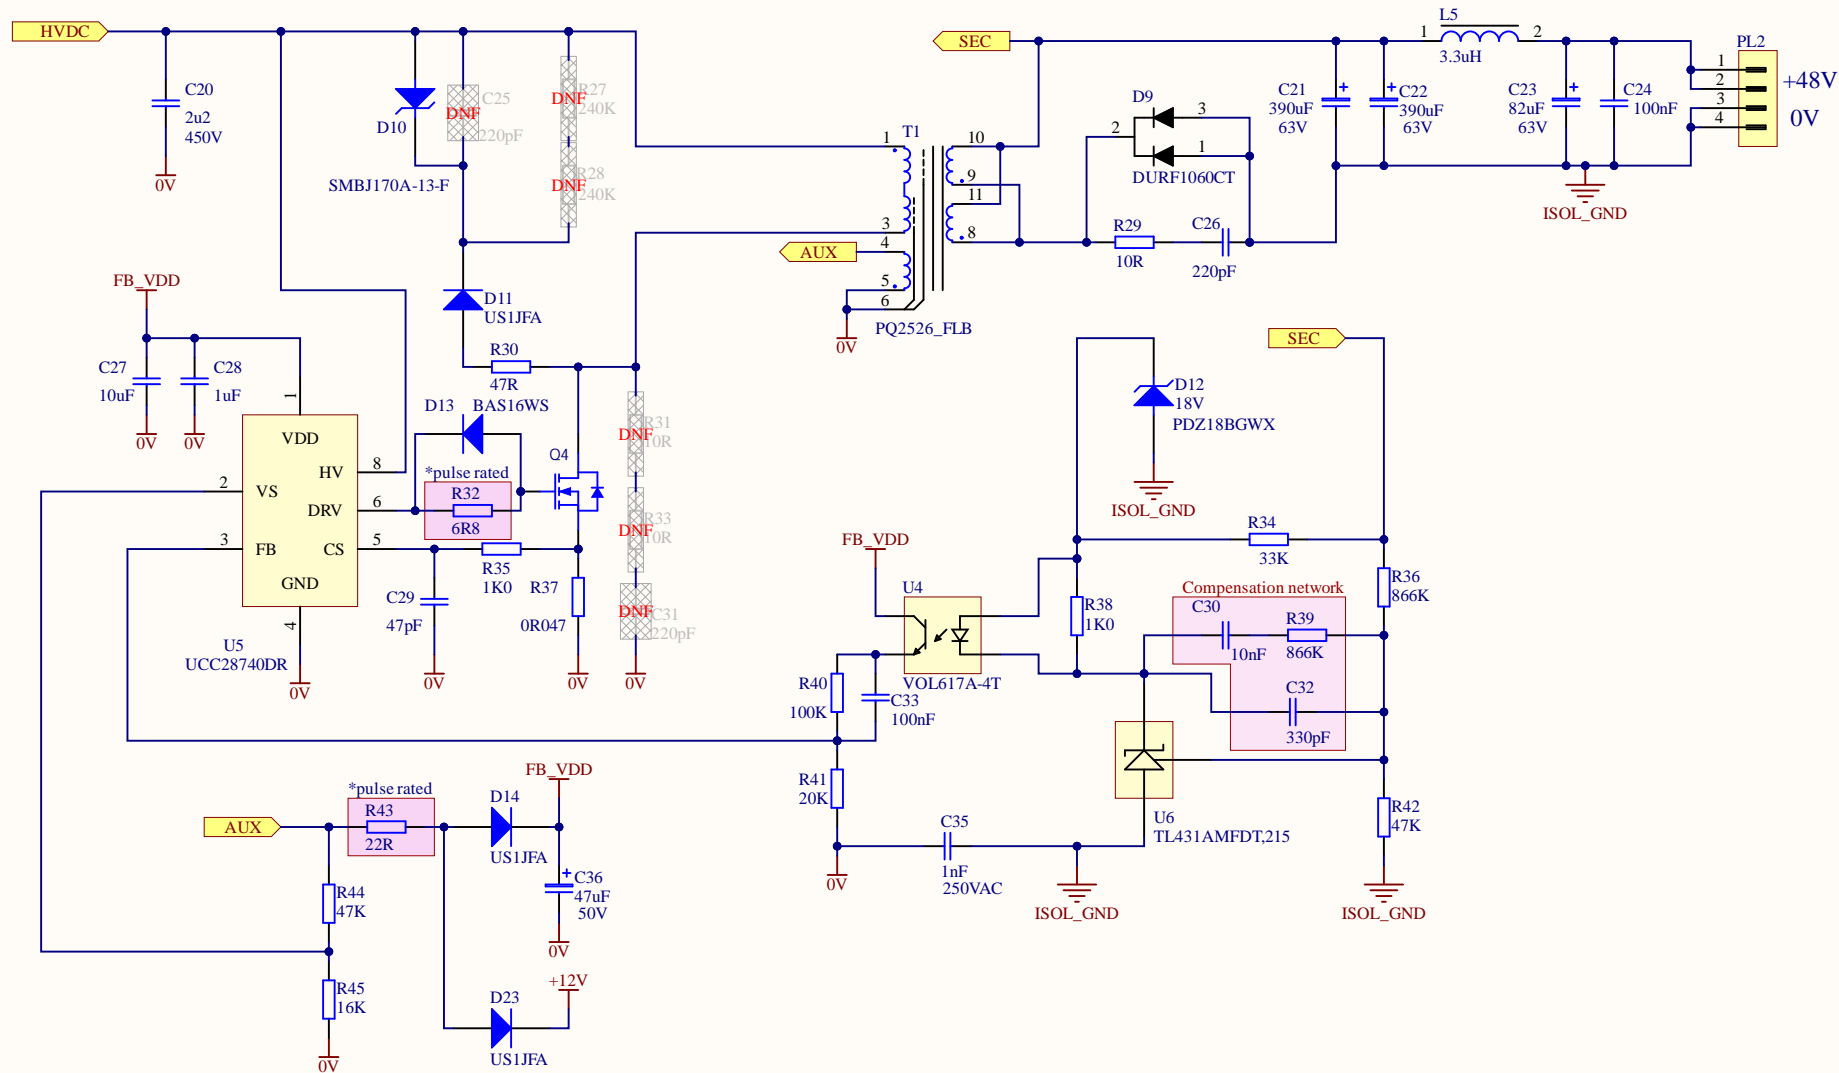 HVDC
C20
2u2
450V
0V
D10
SMBJ170A-13-F
C25
DNF
220pF
R27
DNF
240K
R28
DNF
240K
D11
US1JFA
R30
47R
SEC
T1
1
3
4
5
6
10
9
11
8
AUX
0V
PQ2526_FLB
D9
2
3
1
DURF1060CT
R29
10R
C26
220pF
C21
390uF
63V
C22
390uF
63V
L5
1
2
3.3uH
C23
82uF
63V
C24
100nF
PL2
1
2
3
4
+48V
0V
ISOL_GND
FB_VDD
C27
10uF
C28
1uF
0V
0V
1
VDD
HV
8
2
VS
DRV
6
3
FB
CS
5
GND
4
U5
UCC28740DR
0V
D13
BAS16WS
*pulse rated
R32
6R8
Q4
R35
1K0
R37
0R047
C29
47pF
0V
0V
0V
R31
DNF
10R
R33
DNF
10R
C31
DNF
220pF
SEC
D12
18V
PDZ18BGWX
ISOL_GND
R34
33K
R36
866K
Compensation network
C30
10nF
R39
866K
C32
330pF
FB_VDD
U4
VOL617A-4T
R38
1K0
R40
100K
C33
100nF
R41
20K
0V
C35
1nF
250VAC
U6
TL431AMFDT,215
R42
47K
ISOL_GND
ISOL_GND
AUX
*pulse rated
R43
22R
D14
US1JFA
FB_VDD
C36
47uF
50V
0V
R44
47K
R45
16K
0V
D23
US1JFA
+12V